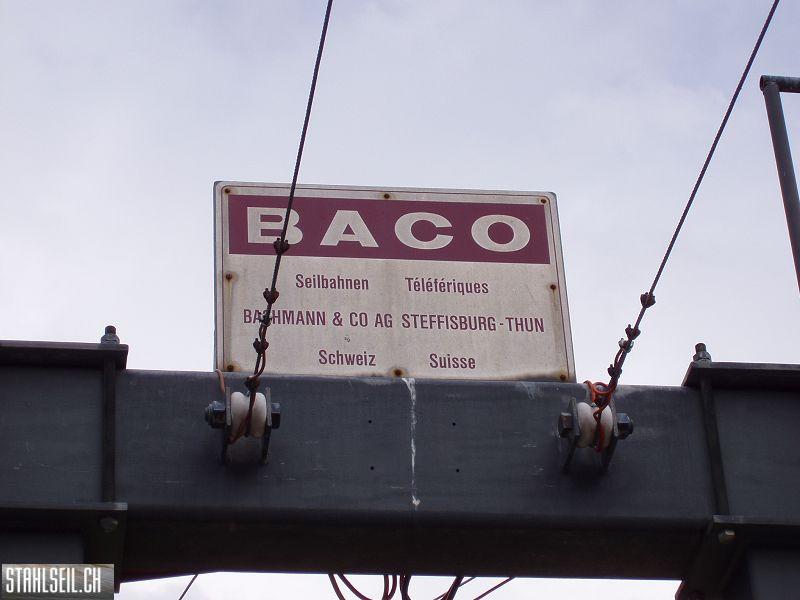 BACO
Seilbahnen Téléfériques
BACHMANN & CO AG STEFFISBURG-THUN
Schweiz Suisse
STAHLSEIL.CH